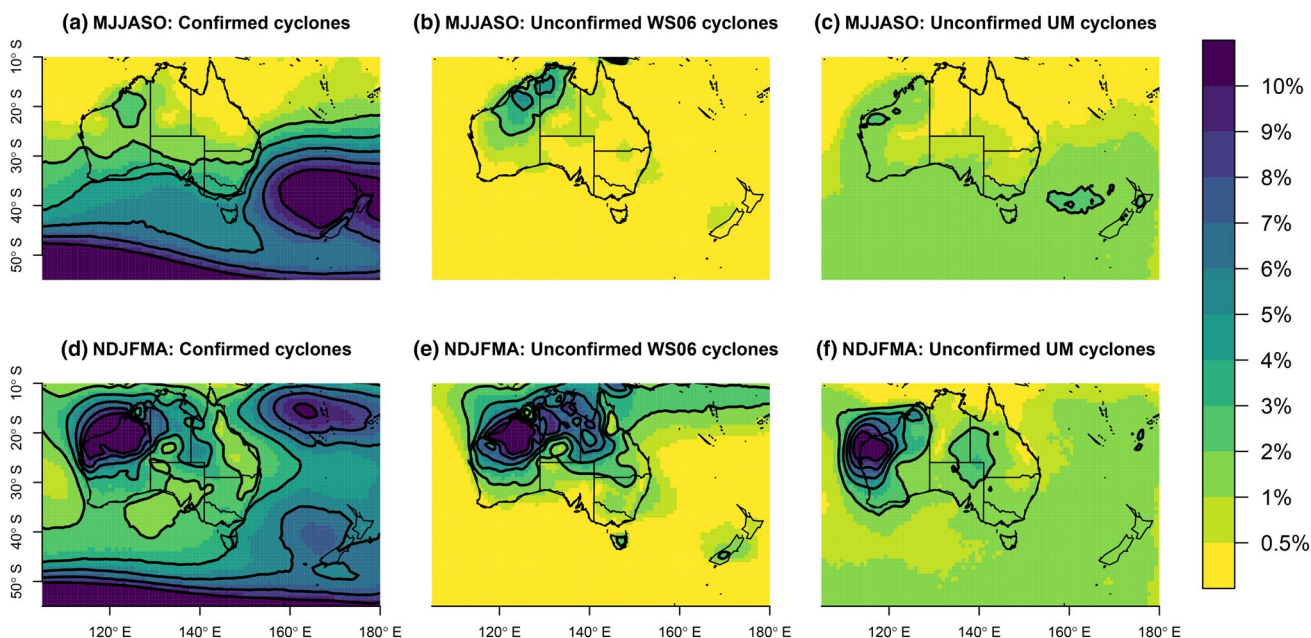 (a) MJJASO: Confirmed cyclones
(b) MJJASO: Unconfirmed WS06 cyclones
(c) MJJASO: Unconfirmed UM cyclones
10° S
20° S
30° S
40° S
50° S
(d) NDJFMA: Confirmed cyclones
(e) NDJFMA: Unconfirmed WS06 cyclones
(f) NDJFMA: Unconfirmed UM cyclones
10° S
20° S
30° S
40° S
50° S
120° E 140° E 160° E 180° E
120° E 140° E 160° E 180° E
120° E 140° E 160° E 180° E
10%
9%
8%
7%
6%
5%
4%
3%
2%
1%
0.5%